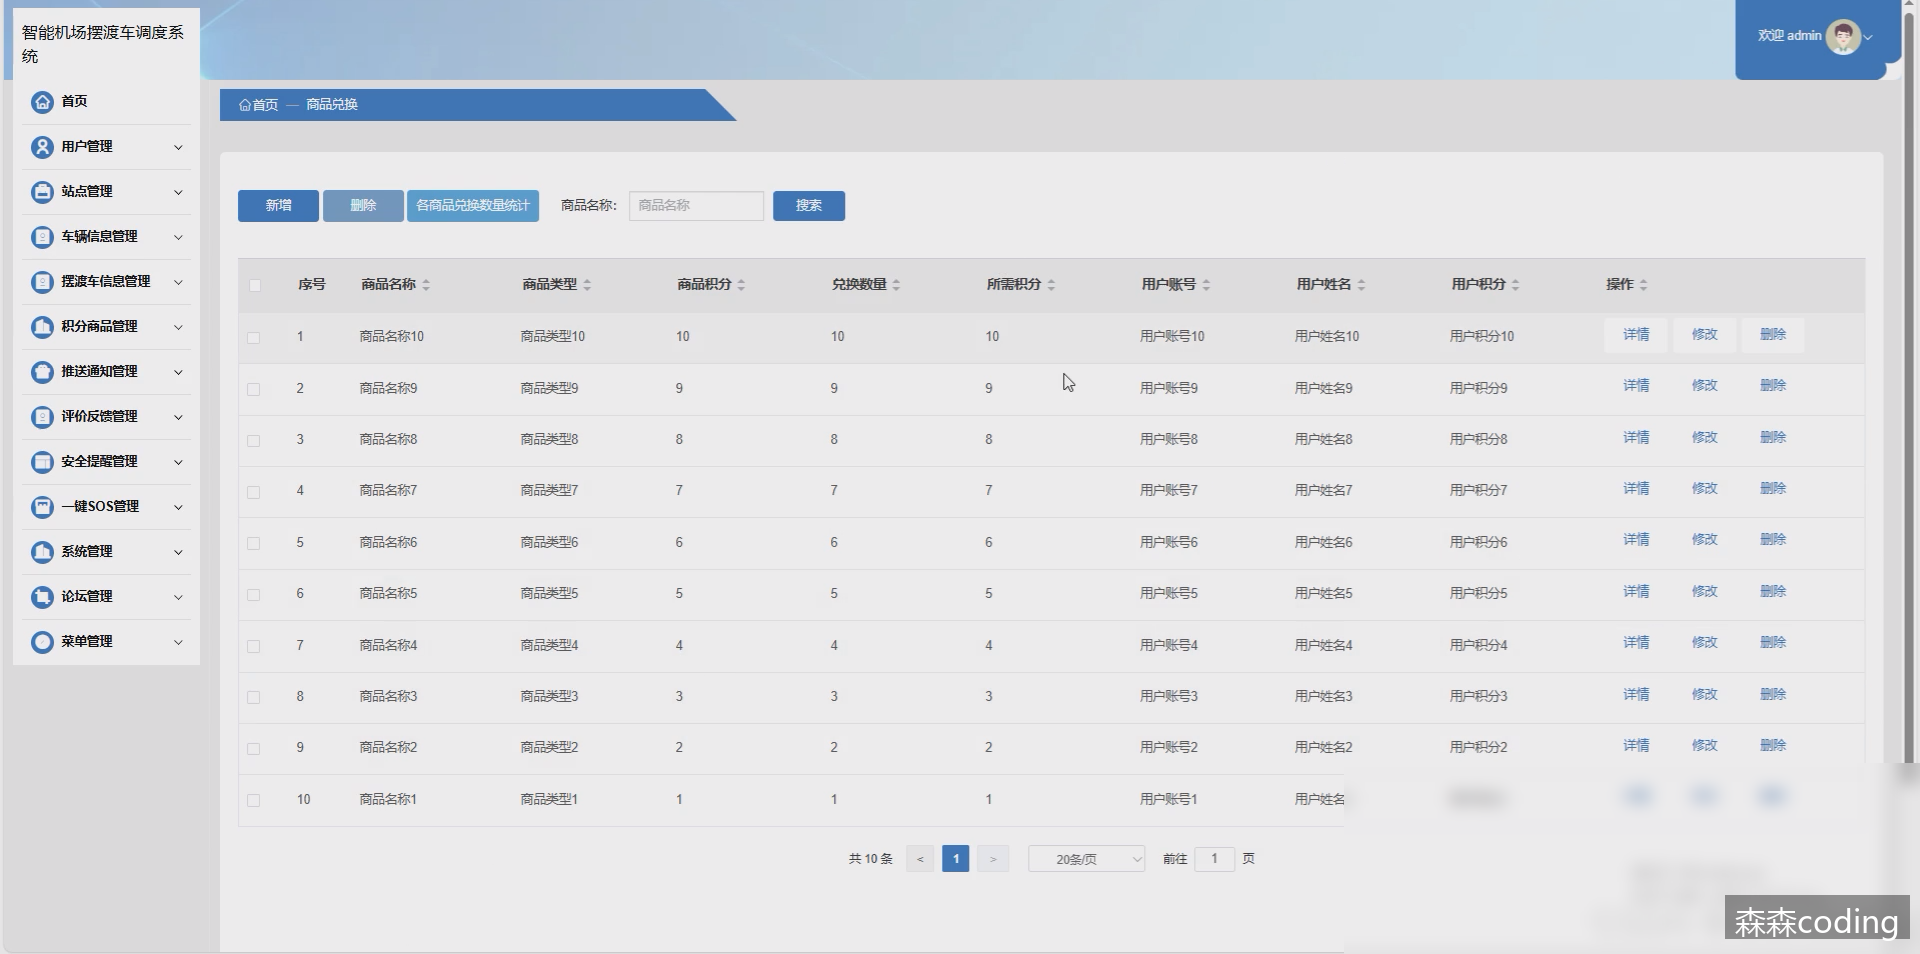 智能机场摆渡车调度系
统
欢迎 admin
首页
用户管理
站点管理
车辆信息管理
摆渡车信息管理
积分商品管理
推送通知管理
评价反馈管理
安全提醒管理
一键SOS管理
系统管理
论坛管理
菜单管理
首页 — 商品兑换
新增 删除 各商品兑换数量统计 商品名称: 商品名称 搜索
序号 商品名称 商品类型 商品积分 兑换数量 所需积分 用户账号 用户姓名 用户积分 操作
1 商品名称10 商品类型10 10 10 10 用户账号10 用户姓名10 用户积分10 详情 修改 删除
2 商品名称9 商品类型9 9 9 9 用户账号9 用户姓名9 用户积分9 详情 修改 删除
3 商品名称8 商品类型8 8 8 8 用户账号8 用户姓名8 用户积分8 详情 修改 删除
4 商品名称7 商品类型7 7 7 7 用户账号7 用户姓名7 用户积分7 详情 修改 删除
5 商品名称6 商品类型6 6 6 6 用户账号6 用户姓名6 用户积分6 详情 修改 删除
6 商品名称5 商品类型5 5 5 5 用户账号5 用户姓名5 用户积分5 详情 修改 删除
7 商品名称4 商品类型4 4 4 4 用户账号4 用户姓名4 用户积分4 详情 修改 删除
8 商品名称3 商品类型3 3 3 3 用户账号3 用户姓名3 用户积分3 详情 修改 删除
9 商品名称2 商品类型2 2 2 2 用户账号2 用户姓名2 用户积分2 详情 修改 删除
10 商品名称1 商品类型1 1 1 1 用户账号1 用户姓名
共 10 条 < 1 > 20条/页 前往 1 页
森森coding